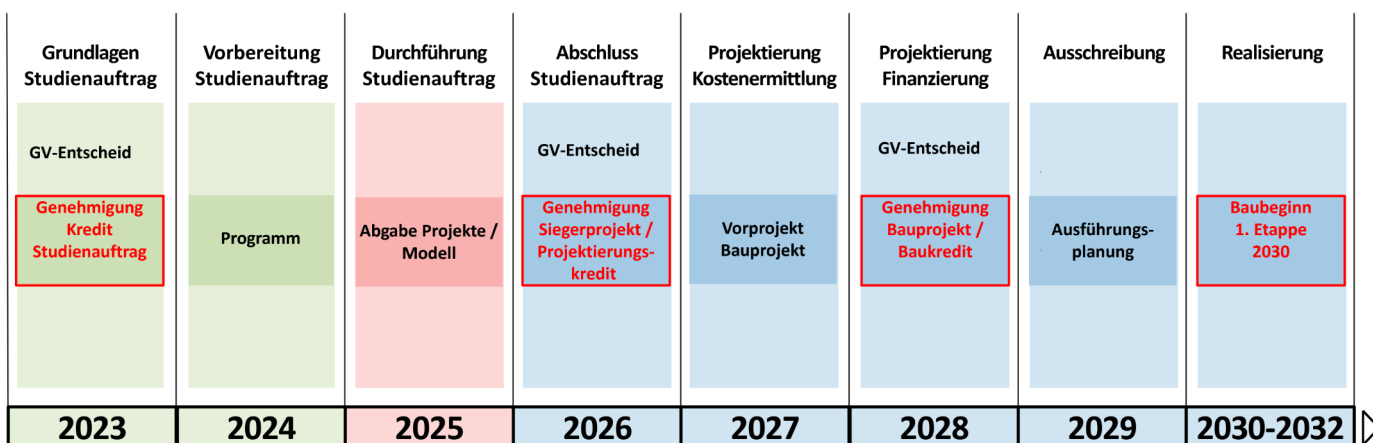 Grundlagen
Studienauftrag
Vorbereitung
Studienauftrag
Durchführung
Studienauftrag
Abschluss
Studienauftrag
Projektierung
Kostenermittlung
Projektierung
Finanzierung
Ausschreibung
Realisierung
GV-Entscheid
GV-Entscheid
GV-Entscheid
Genehmigung
Kredit
Studienauftrag
Programm
Abgabe Projekte /
Modell
Genehmigung
Siegerprojekt /
Projektierungs-
kredit
Vorprojekt
Bauprojekt
Genehmigung
Bauprojekt /
Baukredit
Ausführungs-
planung
Baubeginn
1. Etappe
2030
2023
2024
2025
2026
2027
2028
2029
2030-2032